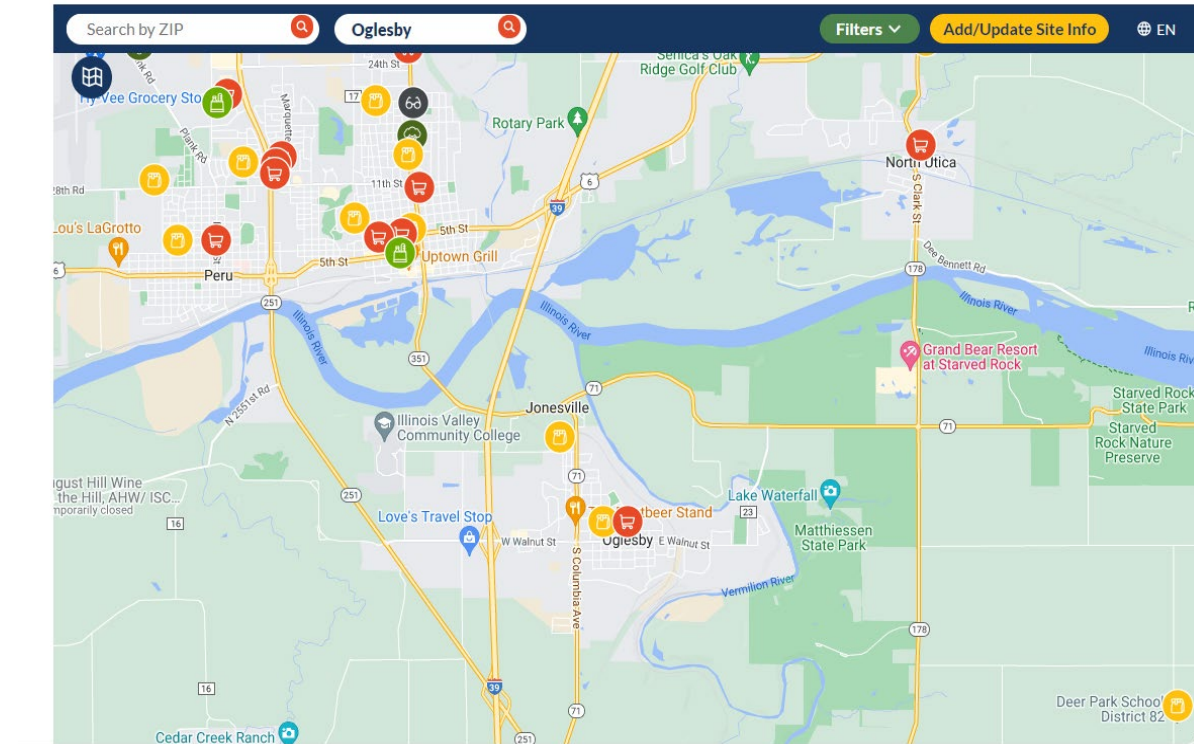 Search by ZIP
Oglesby
Filters
Add/Update Site Info
EN
24th St
Seneca's Oak
Ridge Golf Club
Hy-Vee Grocery Sto
17
Marquette
Plank Rd
Rotary Park
6
North Utica
28th Rd
11th St
39
S Clark St
Lou's LaGrotto
5th St
Uptown Grill
Dee Bennett Rd
6
Peru
5th St
178
251
Illinois River
Illinois River
Illinois River
351
Grand Bear Resort
at Starved Rock
Illinois Riv
71
N 2551st Rd
Jonesville
Starved Rock
State Park
Illinois Valley
Community College
71
Starved
Rock Nature
Preserve
71
gust Hill Wine
the Hill, AHW/ ISC...
mporarily closed
251
Lake Waterfall
16
Love's Travel Stop
tbeer Stand
23
Matthiessen
State Park
W Walnut St
Oglesby
E Walnut St
S Columbia Ave
Vermilion River
178
16
39
Deer Park School
District 82
71
Cedar Creek Ranch
251